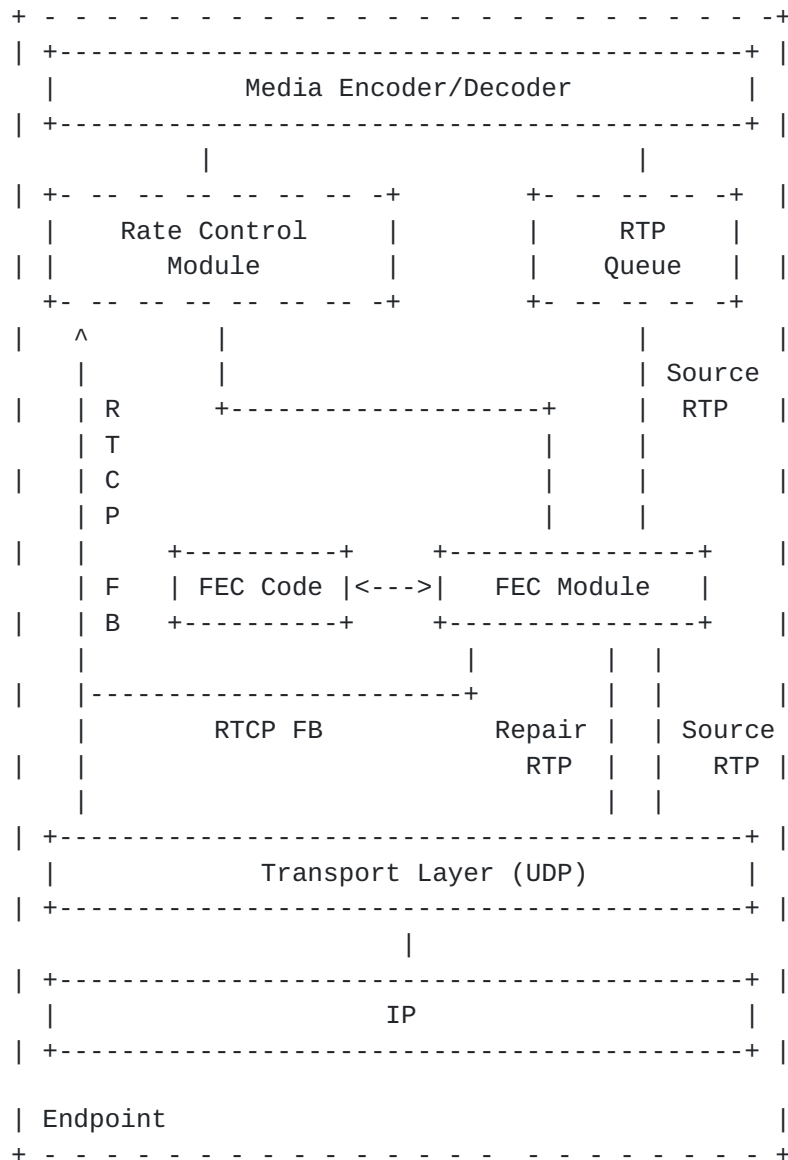 Media Encoder/Decoder
Rate Control
Module
RTP
Queue
Source
RTP
R
T
C
P
F
B
FEC Code
FEC Module
RTCP FB
Repair
RTP
Source
RTP
Transport Layer (UDP)
IP
Endpoint